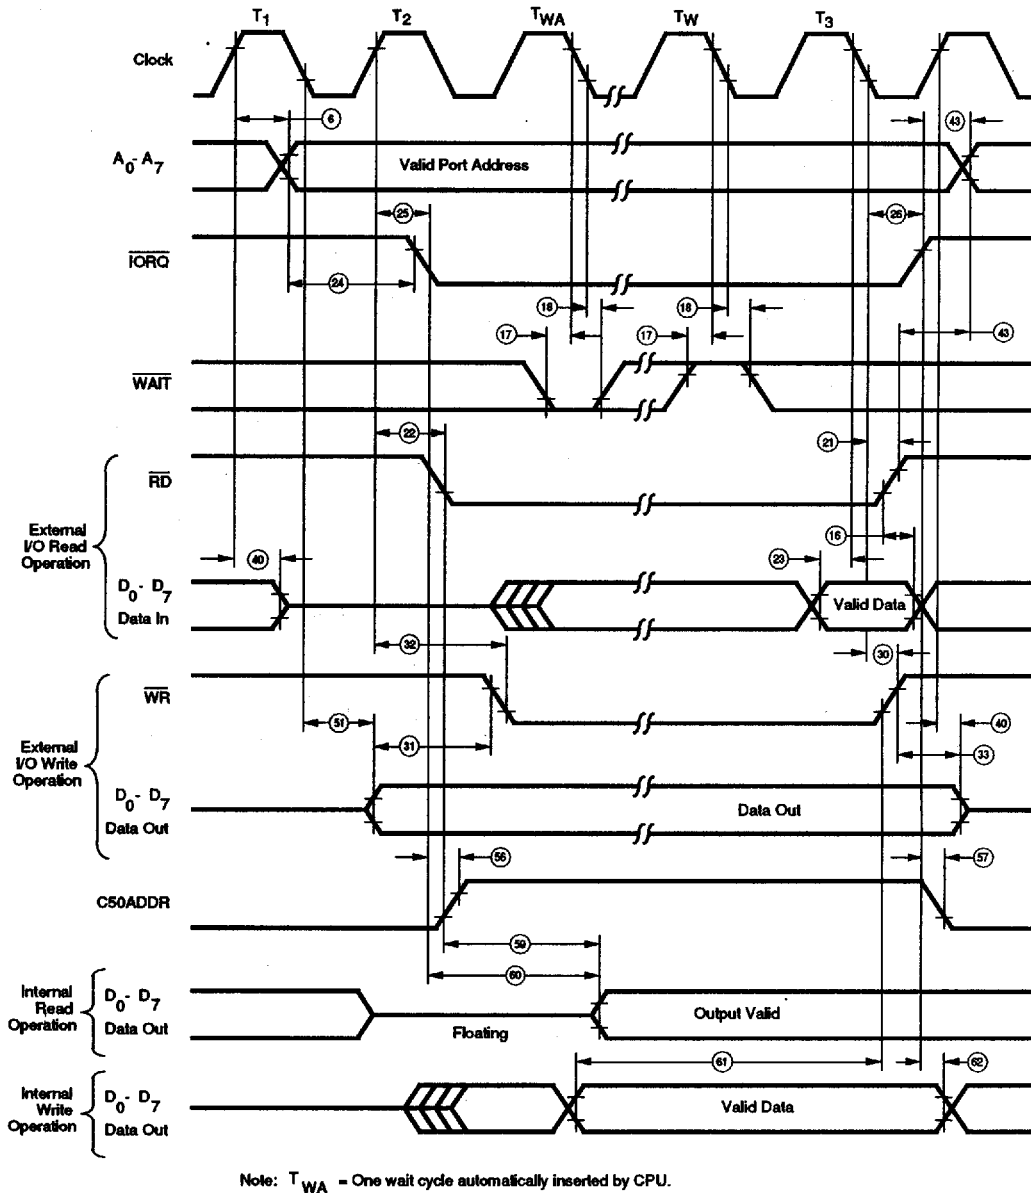 T1 T2 TWA TW T3
Clock
6 43
A0- A7 Valid Port Address
25 26
IORQ
24
18 18
17 17 43
WAIT
22 21
RD
External
I/O Read
Operation
16
40 23
D0- D7
Data In
Valid Data
32 30
WR
51 31 40
33
External
I/O Write
Operation
D0- D7
Data Out
Data Out
56 57
C50ADDR
59
60
Internal
Read
Operation
D0- D7
Data Out
Floating
Output Valid
61 62
Internal
Write
Operation
D0- D7
Data Out
Valid Data
Note: TWA = One wait cycle automatically inserted by CPU.